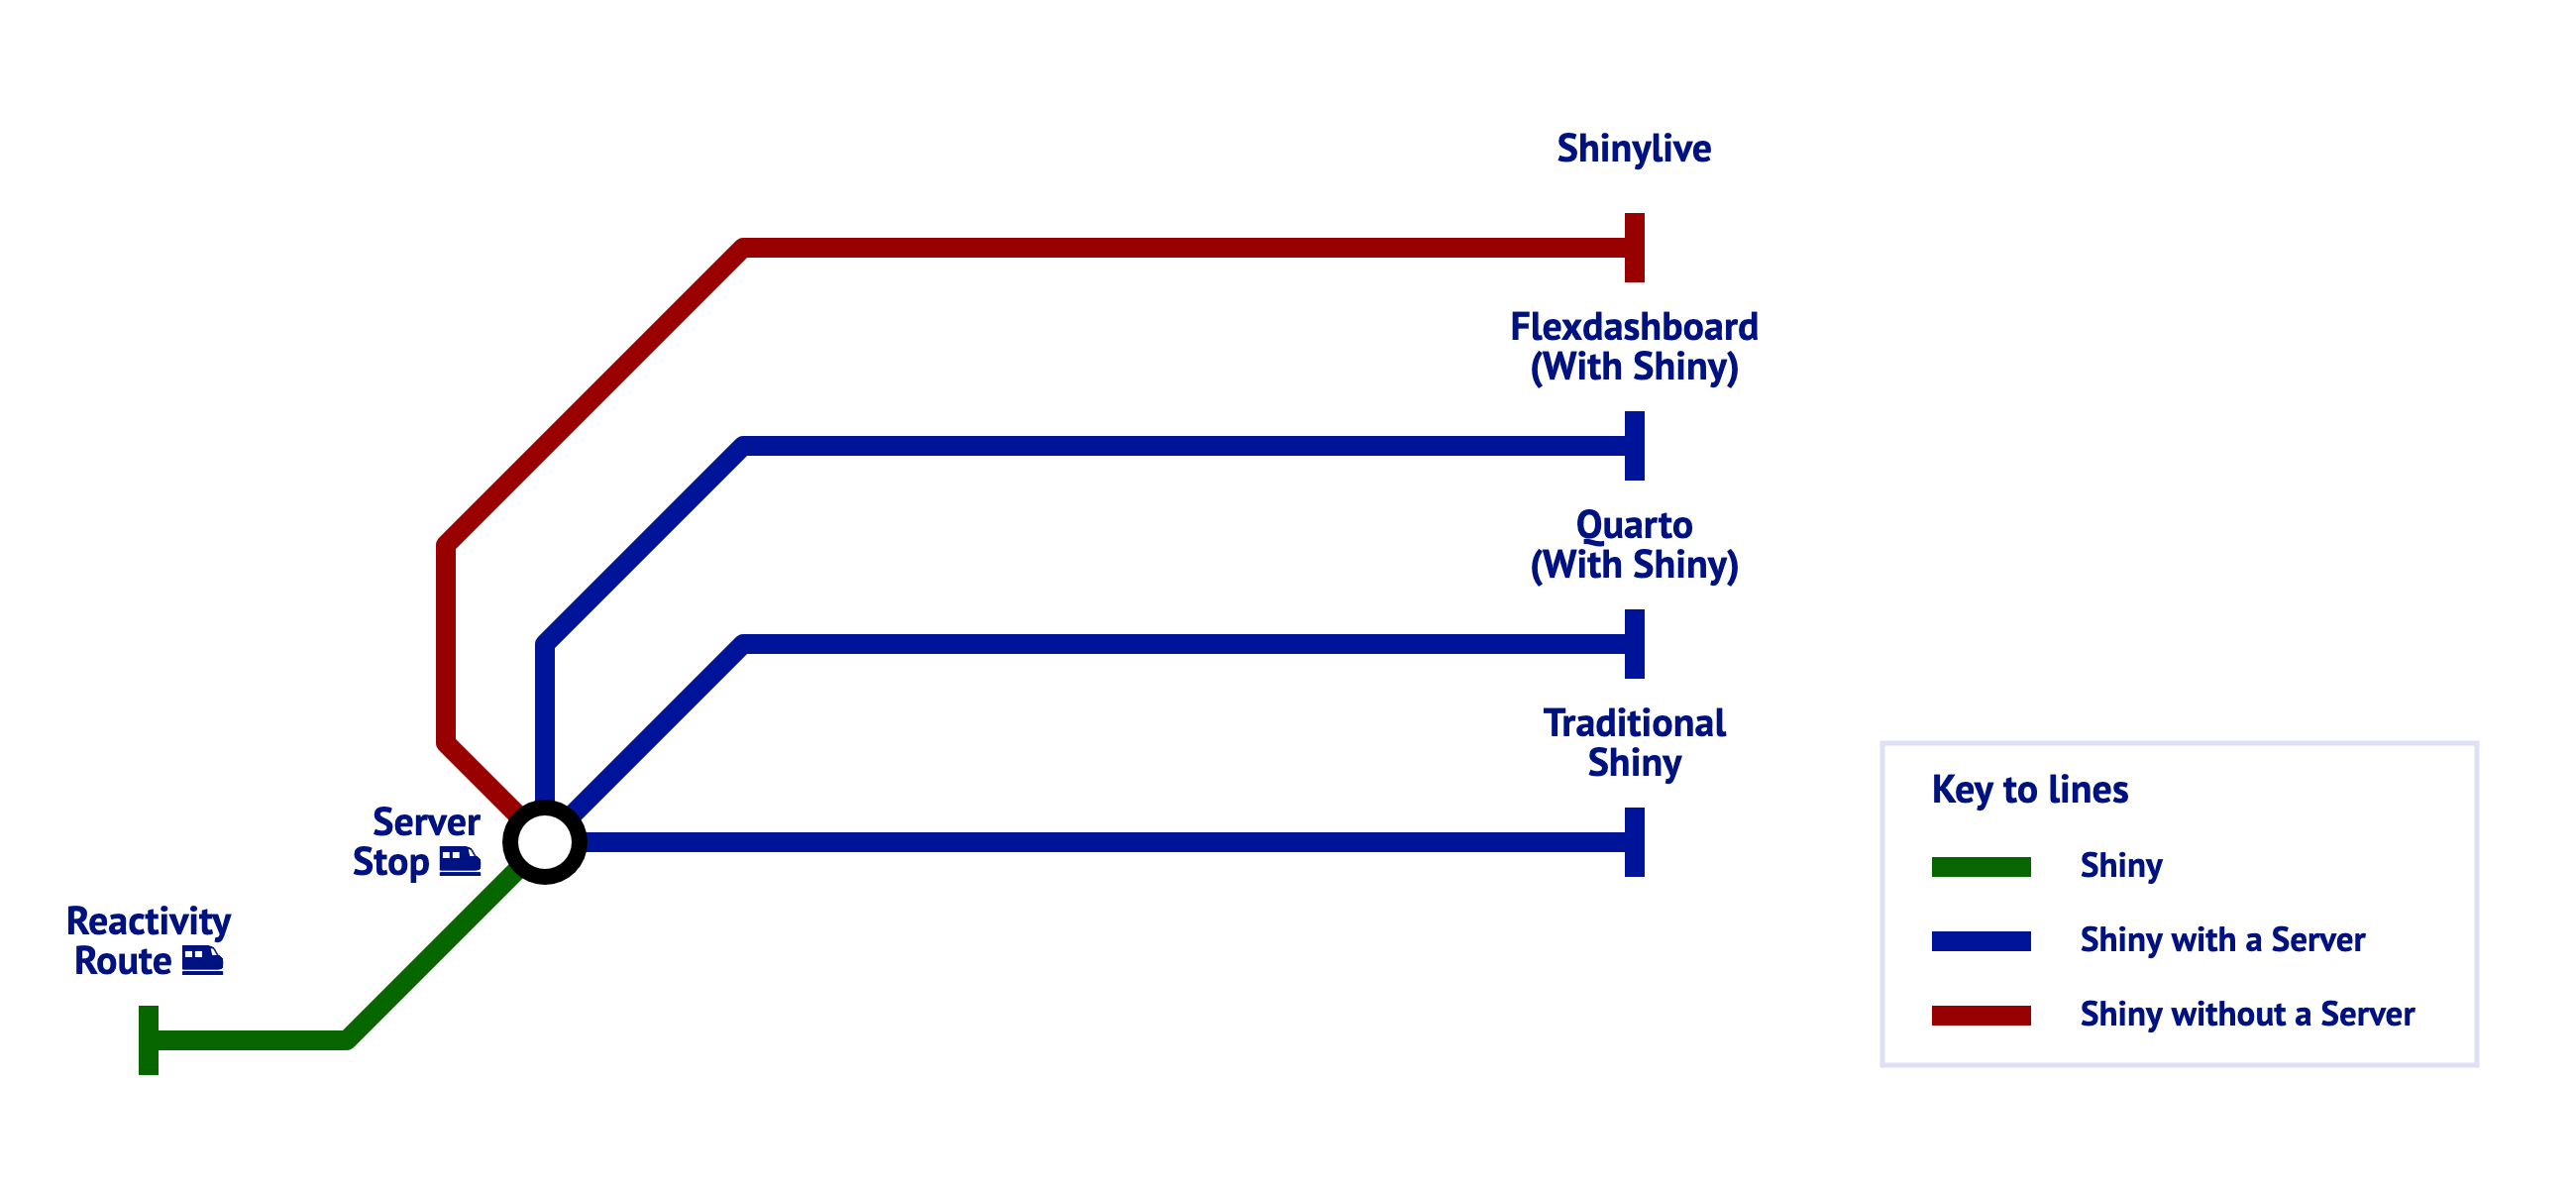 Shinylive
Flexdashboard
(With Shiny)
Quarto
(With Shiny)
Traditional
Shiny
Server
Stop
Reactivity
Route
Key to lines
Shiny
Shiny with a Server
Shiny without a Server